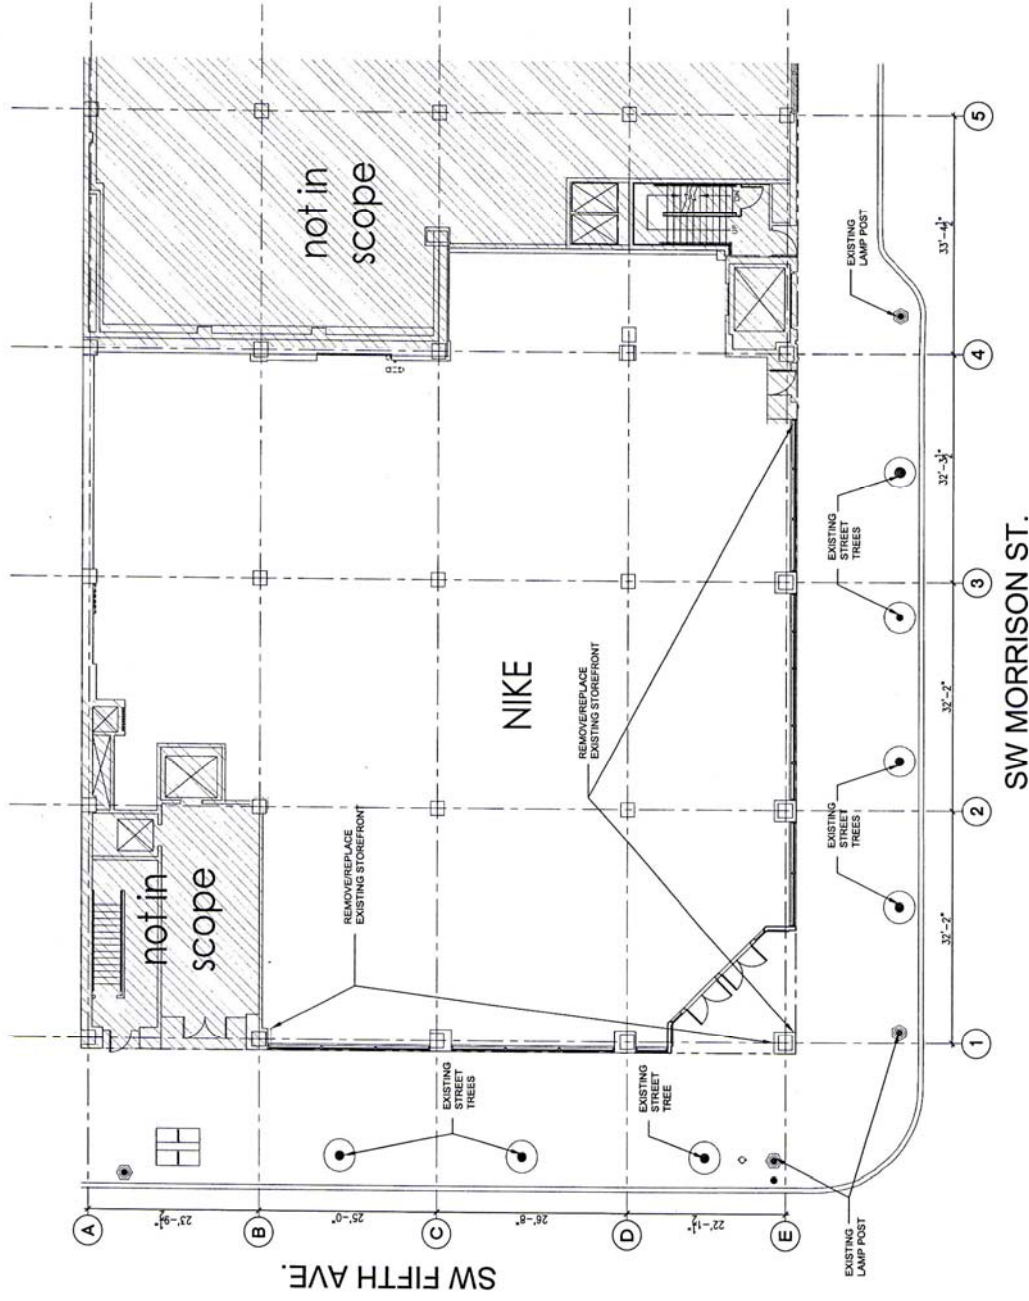 not in
scope
not in
scope
NIKE
REMOVE/REPLACE
EXISTING STOREFRONT
REMOVE/REPLACE
EXISTING STOREFRONT
EXISTING
LAMP POST
EXISTING
STREET
TREES
EXISTING
STREET
TREES
EXISTING
STREET
TREES
EXISTING
STREET
TREE
EXISTING
LAMP POST
A
B
C
D
E
1
2
3
4
5
25'-0"
26'-8"
32'-2"
32'-2"
SW FIFTH AVE.
SW MORRISON ST.